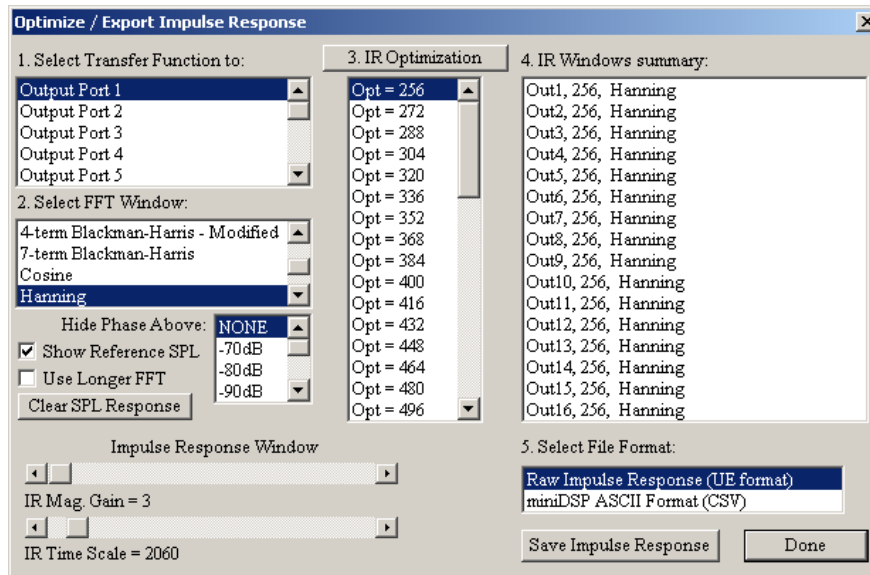 Optimize / Export Impulse Response
1. Select Transfer Function to:
Output Port 1
Output Port 2
Output Port 3
Output Port 4
Output Port 5
2. Select FFT Window:
4-term Blackman-Harris - Modified
7-term Blackman-Harris
Cosine
Hanning
Hide Phase Above:
NONE
-70dB
-80dB
-90dB
Show Reference SPL
Use Longer FFT
Clear SPL Response
3. IR Optimization
Opt = 256
Opt = 272
Opt = 288
Opt = 304
Opt = 320
Opt = 336
Opt = 352
Opt = 368
Opt = 384
Opt = 400
Opt = 416
Opt = 432
Opt = 448
Opt = 464
Opt = 480
Opt = 496
4. IR Windows summary:
Out1, 256, Hanning
Out2, 256, Hanning
Out3, 256, Hanning
Out4, 256, Hanning
Out5, 256, Hanning
Out6, 256, Hanning
Out7, 256, Hanning
Out8, 256, Hanning
Out9, 256, Hanning
Out10, 256, Hanning
Out11, 256, Hanning
Out12, 256, Hanning
Out13, 256, Hanning
Out14, 256, Hanning
Out15, 256, Hanning
Out16, 256, Hanning
Impulse Response Window
IR Mag. Gain = 3
IR Time Scale = 2060
5. Select File Format:
Raw Impulse Response (UE format)
miniDSP ASCII Format (CSV)
Save Impulse Response
Done